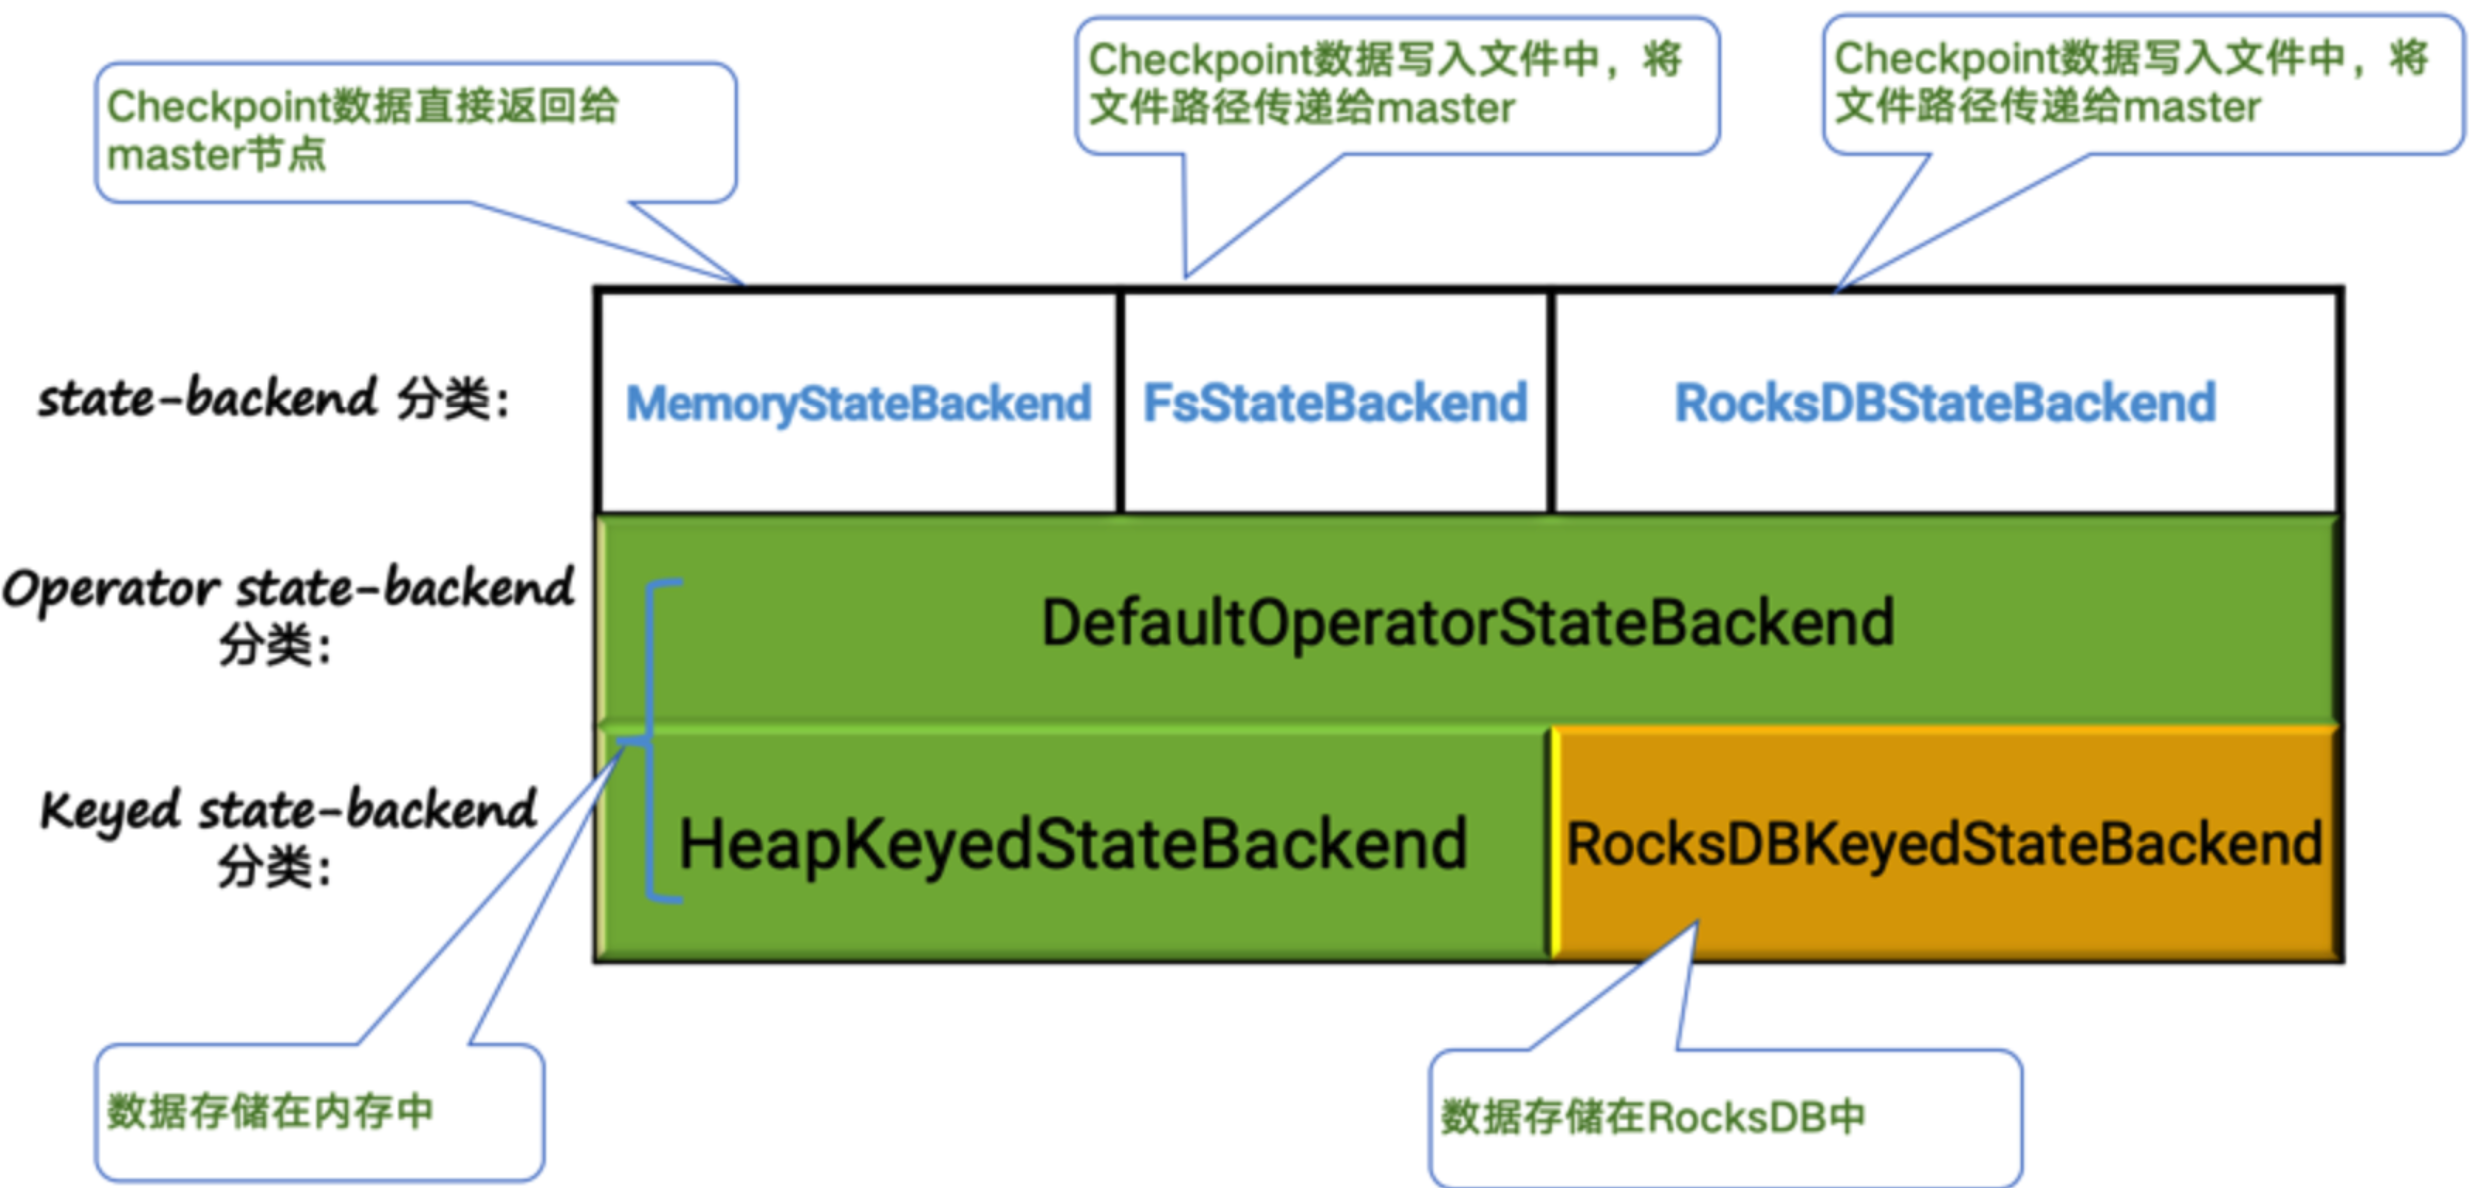 Checkpoint数据直接返回给
master节点
Checkpoint数据写入文件中，将
文件路径传递给master
Checkpoint数据写入文件中，将
文件路径传递给master
state-backend 分类：
MemoryStateBackend
FsStateBackend
RocksDBStateBackend
Operator state-backend
分类：
DefaultOperatorStateBackend
Keyed state-backend
分类：
HeapKeyedStateBackend
RocksDBKeyedStateBackend
数据存储在内存中
数据存储在RocksDB中